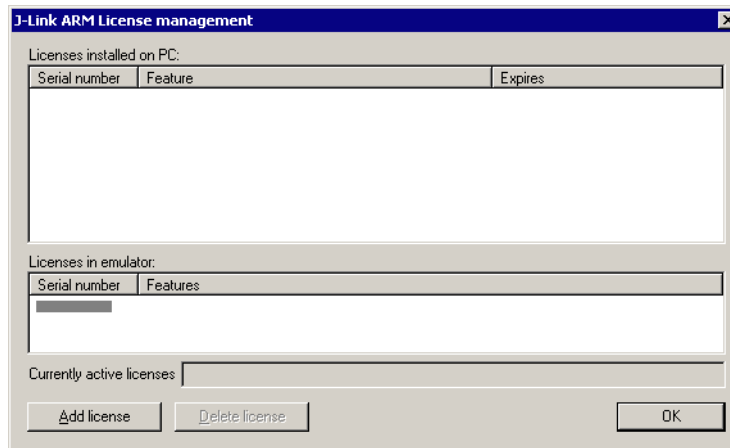 J-Link ARM License management
Licenses installed on PC:
Serial number Feature Expires
Licenses in emulator:
Serial number Features
Currently active licenses
Add license Delete license OK